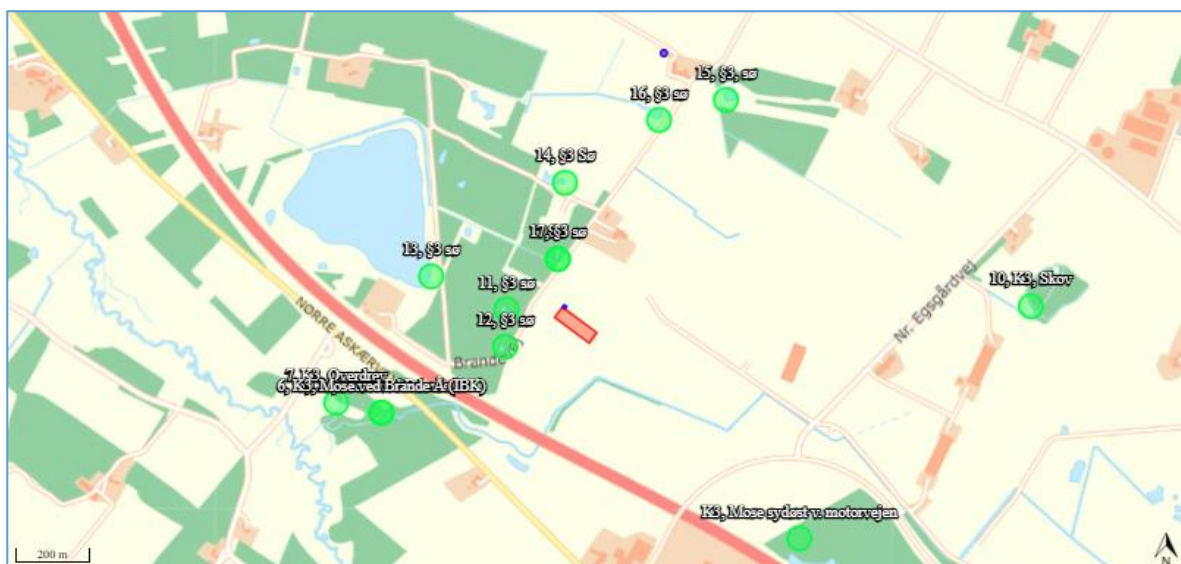 15, §3, sø
16, §3 sø
14, §3 Sø
17, §3 sø
13, §3 sø
11, §3 sø
12, §3 sø
10, K3, Skov
Nr. Egsgårdvej
NØRRE ASKÆRV
Brande
7, K3, Overdrev
6, K3, Mose ved Brande Å (IBK)
K3, Mose sydøst v. motorvejen
200 m
N